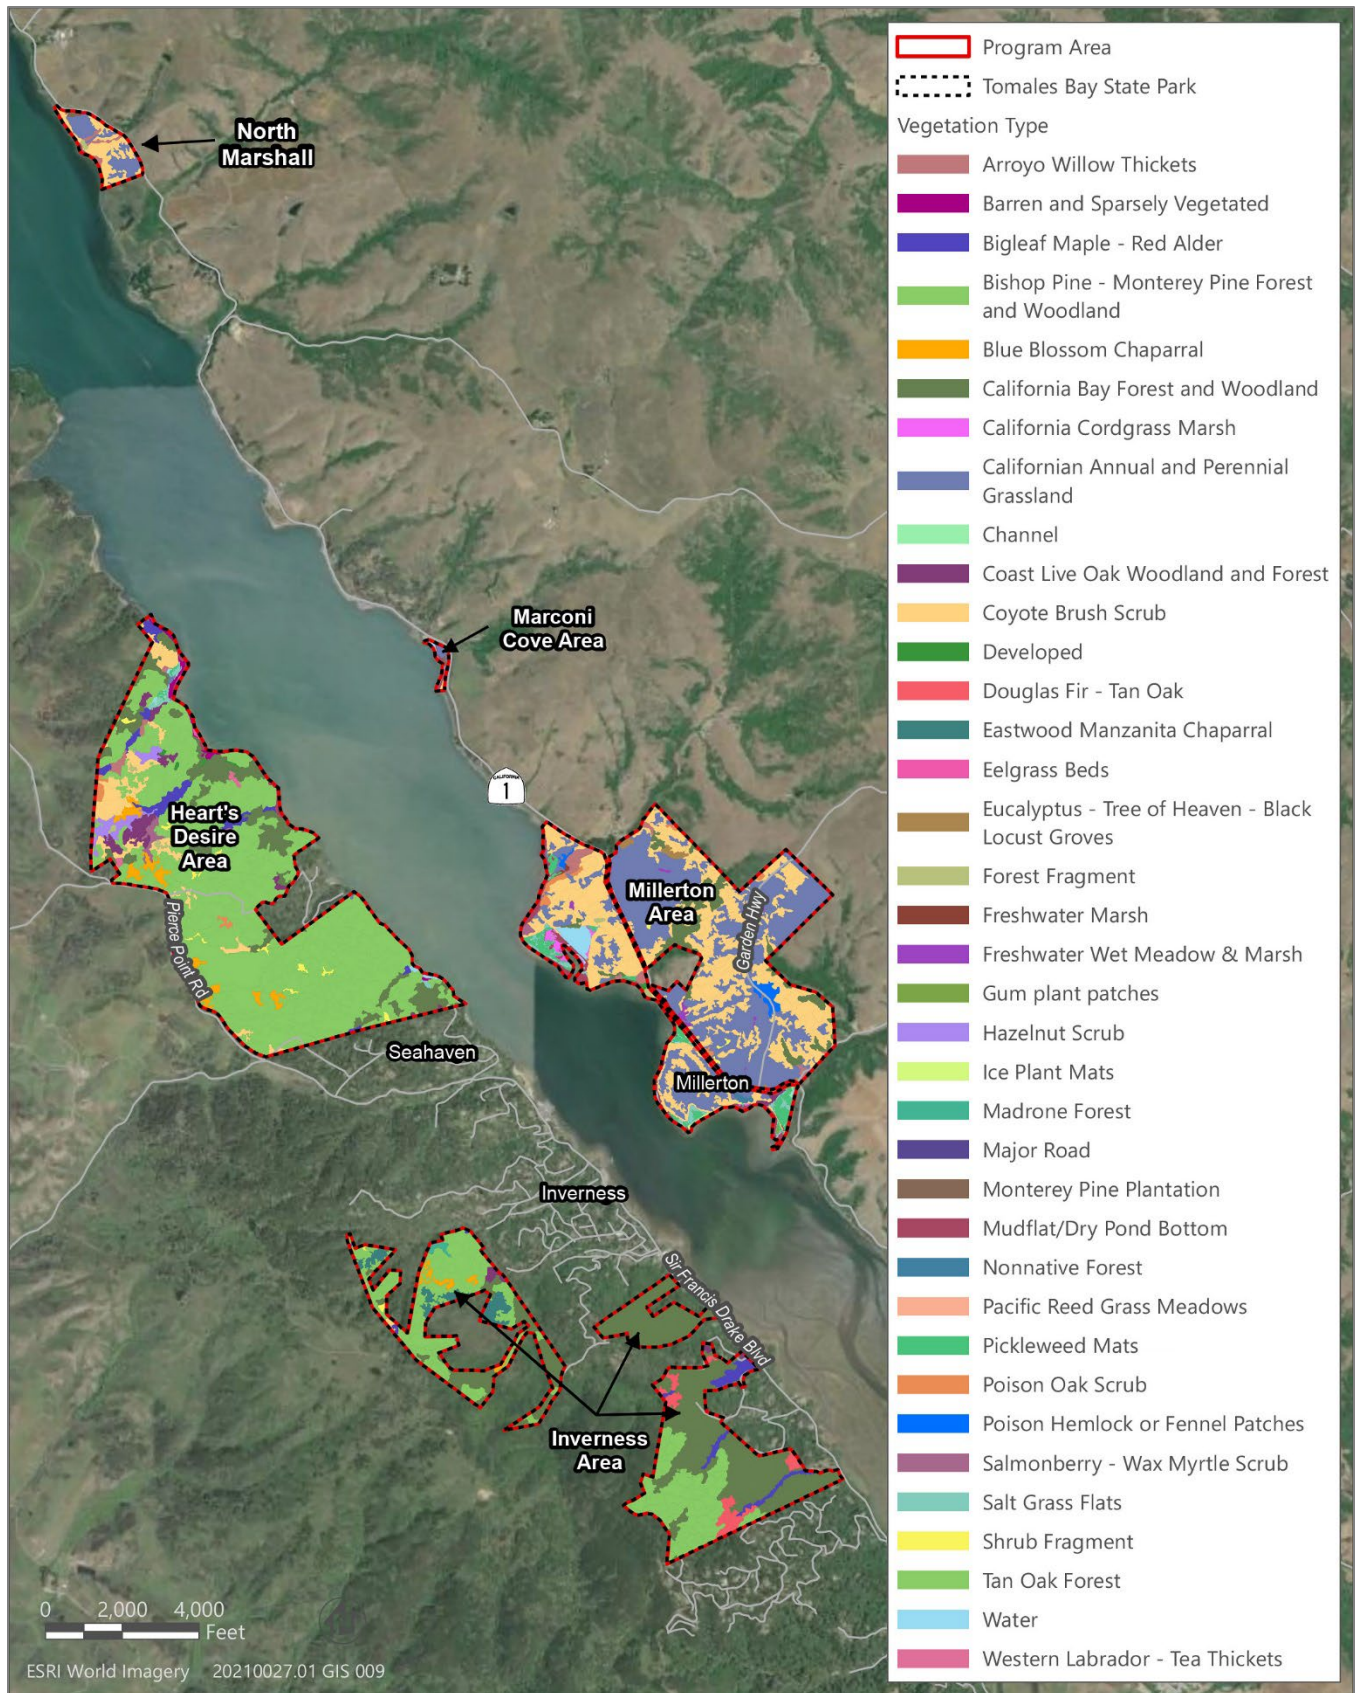 North
Marshall
Marconi
Cove Area
CALIFORNIA
1
Heart's
Desire
Area
Millerton
Area
Garden Hwy
Pierce Point Rd
Seahaven
Millerton
Inverness
Sir Francis Drake Blvd
Inverness
Area
0 2,000 4,000
Feet
ESRI World Imagery 20210027.01 GIS 009
Program Area
Tomales Bay State Park
Vegetation Type
Arroyo Willow Thickets
Barren and Sparsely Vegetated
Bigleaf Maple - Red Alder
Bishop Pine - Monterey Pine Forest
and Woodland
Blue Blossom Chaparral
California Bay Forest and Woodland
California Cordgrass Marsh
Californian Annual and Perennial
Grassland
Channel
Coast Live Oak Woodland and Forest
Coyote Brush Scrub
Developed
Douglas Fir - Tan Oak
Eastwood Manzanita Chaparral
Eelgrass Beds
Eucalyptus - Tree of Heaven - Black
Locust Groves
Forest Fragment
Freshwater Marsh
Freshwater Wet Meadow & Marsh
Gum plant patches
Hazelnut Scrub
Ice Plant Mats
Madrone Forest
Major Road
Monterey Pine Plantation
Mudflat/Dry Pond Bottom
Nonnative Forest
Pacific Reed Grass Meadows
Pickleweed Mats
Poison Oak Scrub
Poison Hemlock or Fennel Patches
Salmonberry - Wax Myrtle Scrub
Salt Grass Flats
Shrub Fragment
Tan Oak Forest
Water
Western Labrador - Tea Thickets